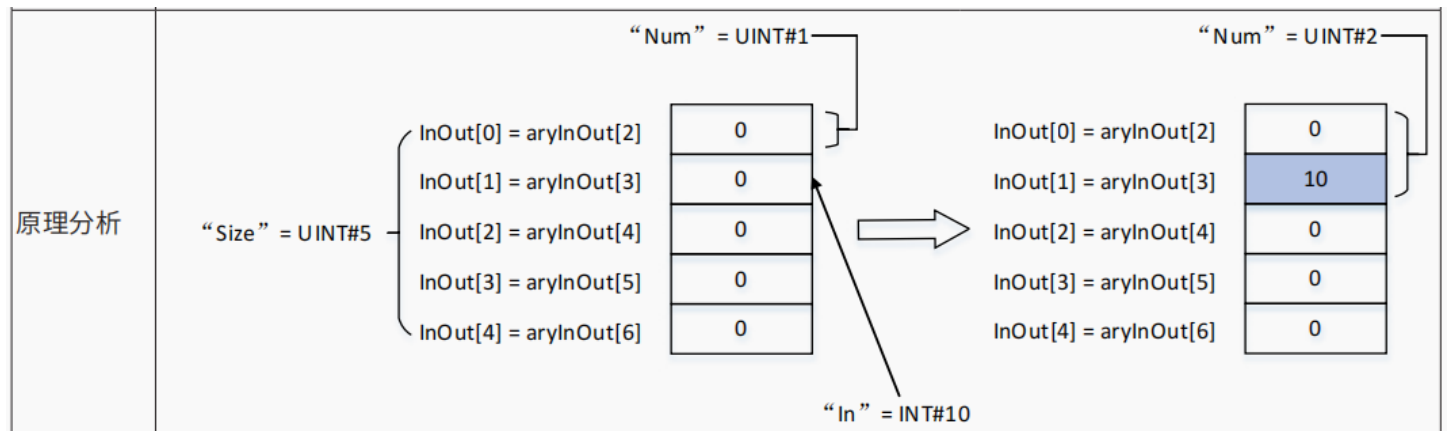 “Num” = UINT#1
“Num” = UINT#2
InOut[0] = aryInOut[2] 0
InOut[0] = aryInOut[2] 0
InOut[1] = aryInOut[3] 0
InOut[1] = aryInOut[3] 10
原理分析
“Size” = UINT#5
InOut[2] = aryInOut[4] 0
InOut[2] = aryInOut[4] 0
InOut[3] = aryInOut[5] 0
InOut[3] = aryInOut[5] 0
InOut[4] = aryInOut[6] 0
InOut[4] = aryInOut[6] 0
“In” = INT#10